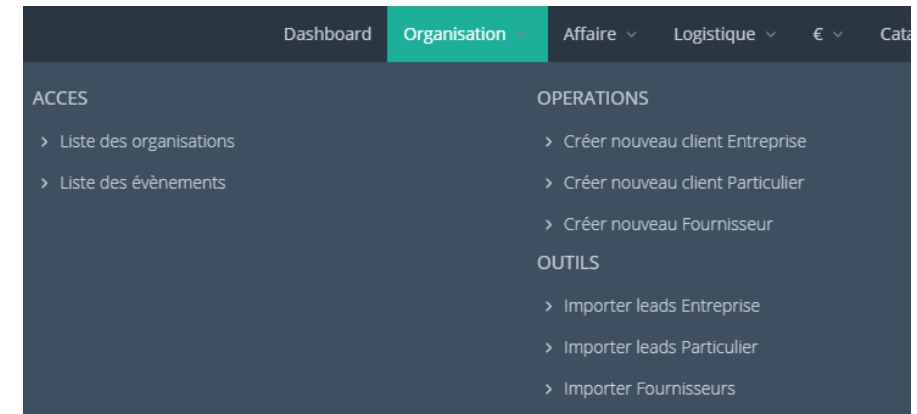 Dashboard Organisation Affaire Logistique €
ACCES
Liste des organisations
Liste des évènements
OPERATIONS
Créer nouveau client Entreprise
Créer nouveau client Particulier
Créer nouveau Fournisseur
OUTILS
Importer leads Entreprise
Importer leads Particulier
Importer Fournisseurs